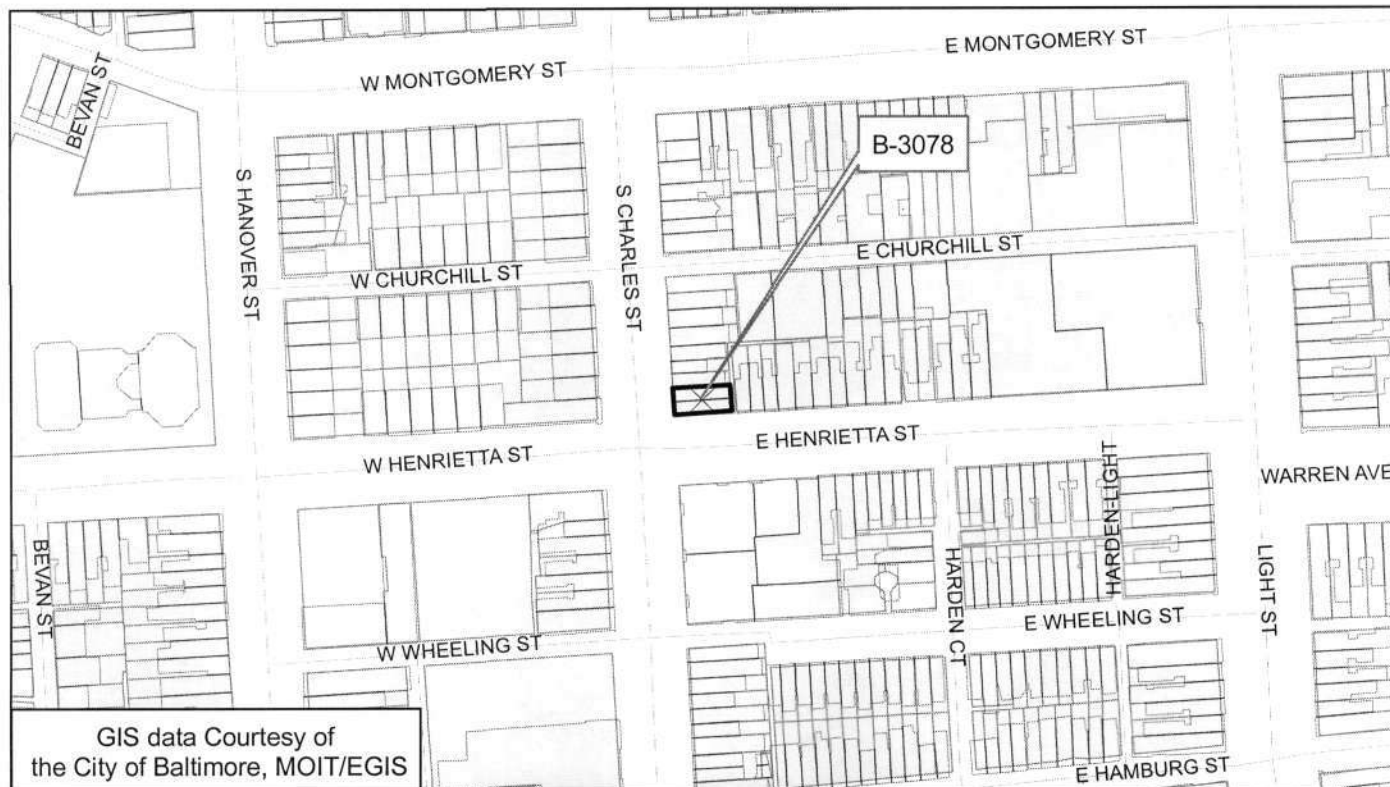 E MONTGOMERY ST
W MONTGOMERY ST
BEVAN ST
B-3078
S HANOVER ST
S CHARLES ST
E CHURCHILL ST
W CHURCHILL ST
E HENRIETTA ST
W HENRIETTA ST
HARDEN-LIGHT
WARREN AVE
BEVAN ST
HARDEN CT
LIGHT ST
E WHEELING ST
W WHEELING ST
GIS data Courtesy of
the City of Baltimore, MOIT/EGIS
E HAMBURG ST